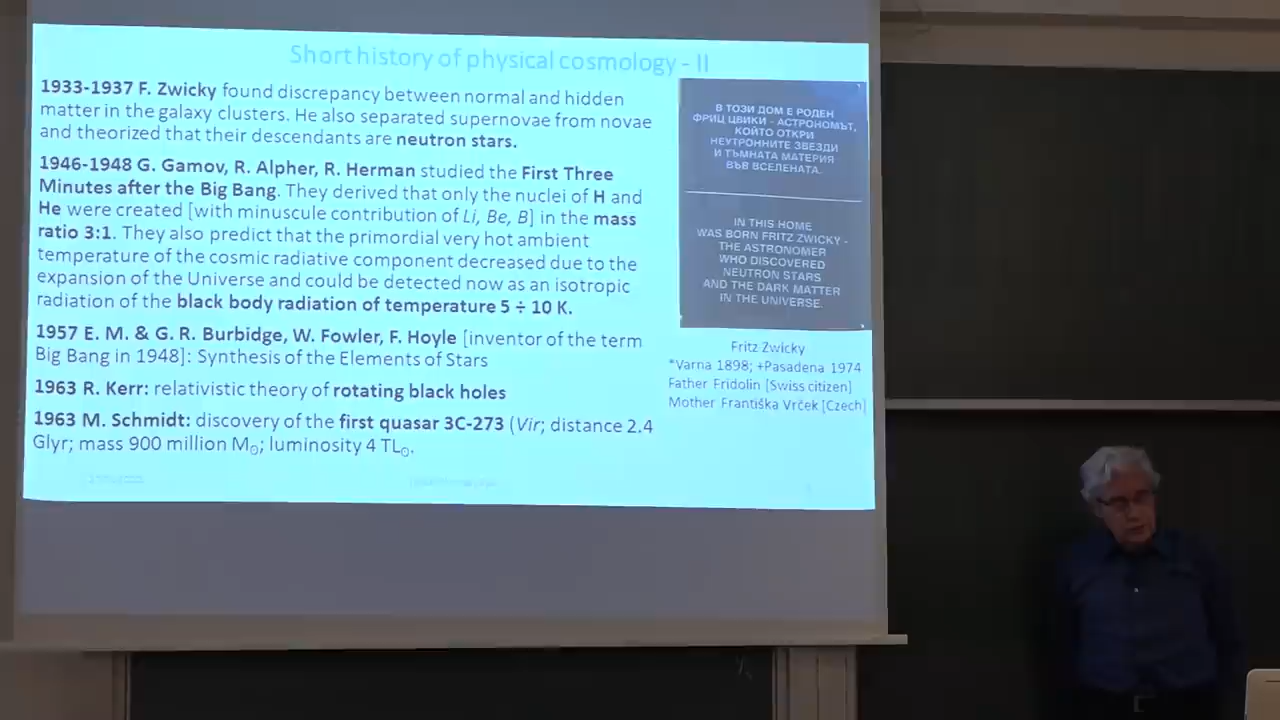 Short history of physical cosmology - II
1933-1937 F. Zwicky found discrepancy between normal and hidden
matter in the galaxy clusters. He also separated supernovae from novae
and theorized that their descendants are neutron stars.
1946-1948 G. Gamov, R. Alpher, R. Herman studied the First Three
Minutes after the Big Bang. They derived that only the nuclei of H and
He were created [with minuscule contribution of Li, Be, B] in the mass
ratio 3:1. They also predict that the primordial very hot ambient
temperature of the cosmic radiative component decreased due to the
expansion of the Universe and could be detected now as an isotropic
radiation of the black body radiation of temperature 5 ÷ 10 K.
1957 E. M. & G. R. Burbidge, W. Fowler, F. Hoyle [inventor of the term
Big Bang in 1948]: Synthesis of the Elements of Stars
1963 R. Kerr: relativistic theory of rotating black holes
1963 M. Schmidt: discovery of the first quasar 3C-273 (Vir; distance 2.4
Glyr; mass 900 million M☉; luminosity 4 TL☉.
В ТОЗИ ДОМ Е РОДЕН
ФРИЦ ЦВИКИ - АСТРОНОМЪТ,
КОЙТО ОТКРИ
НЕУТРОННИТЕ ЗВЕЗДИ
И ТЪМНАТА МАТЕРИЯ
ВЪВ ВСЕЛЕНАТА.
IN THIS HOME
WAS BORN FRITZ ZWICKY -
THE ASTRONOMER
WHO DISCOVERED
NEUTRON STARS
AND THE DARK MATTER
IN THE UNIVERSE.
Fritz Zwicky
*Varna 1898; +Pasadena 1974
Father Fridolin [Swiss citizen]
Mother Františka Vrček [Czech]